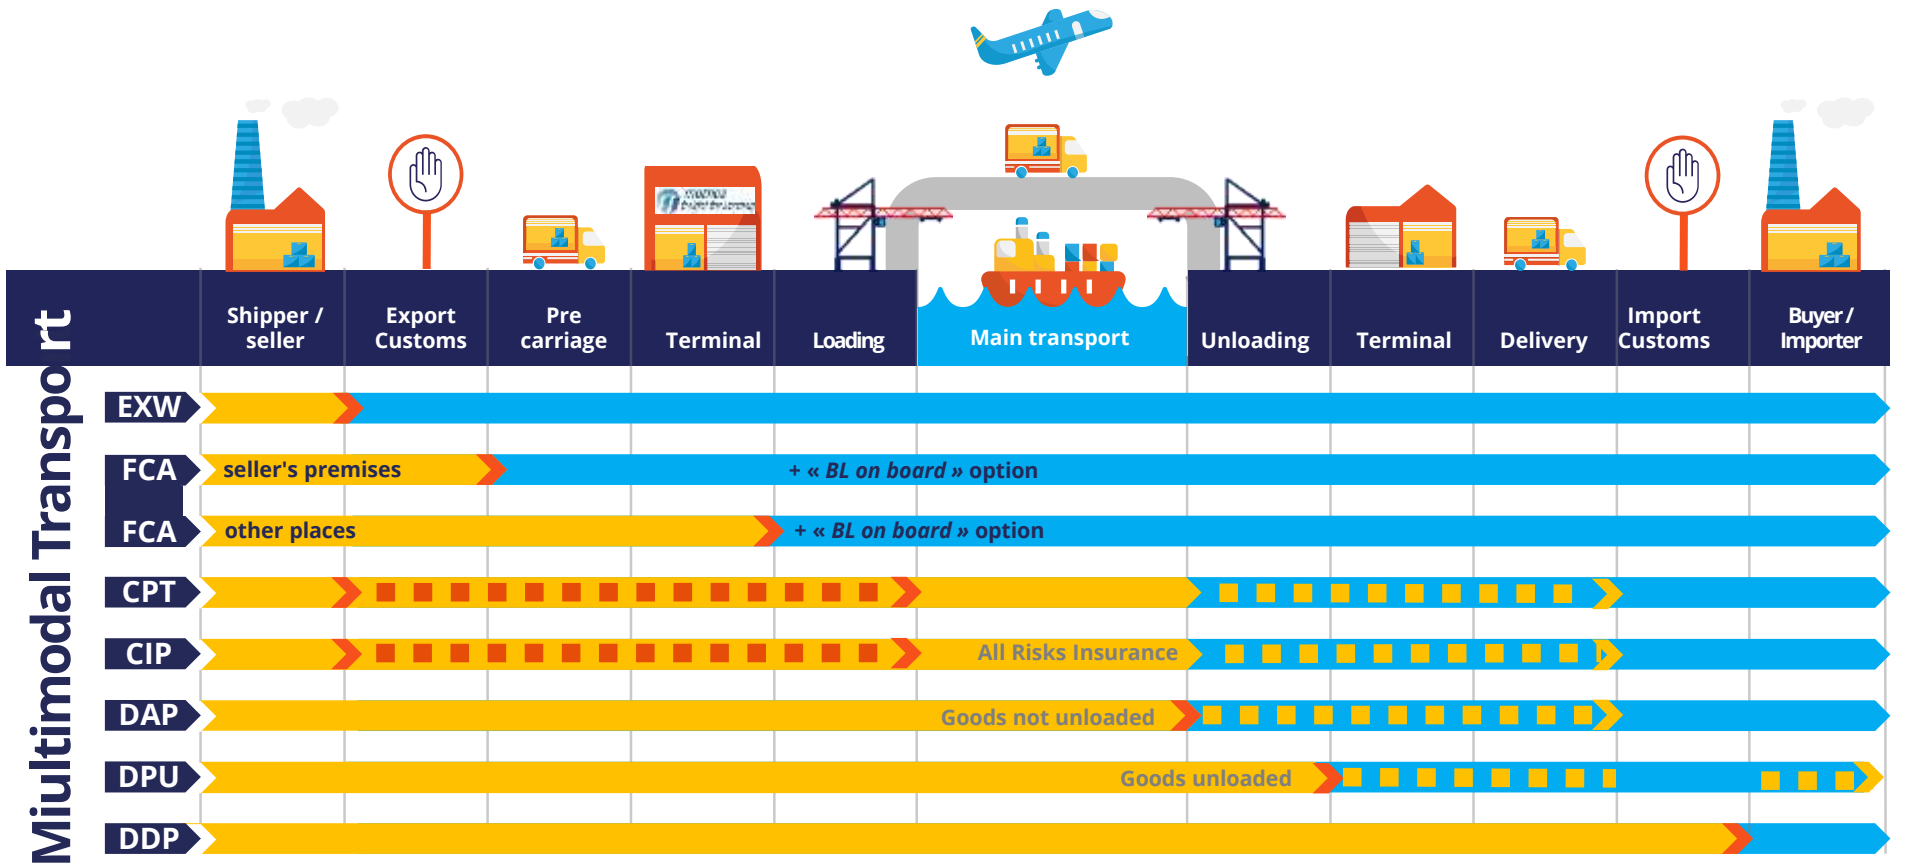 Shipper /
seller
Export
Customs
Pre
carriage
Terminal
Loading
Main transport
Unloading
Terminal
Delivery
Import
Customs
Buyer /
Importer
Miultimodal Transport
EXW
FCA seller's premises + « BL on board » option
FCA other places + « BL on board » option
CPT
CIP All Risks Insurance
DAP Goods not unloaded
DPU Goods unloaded
DDP